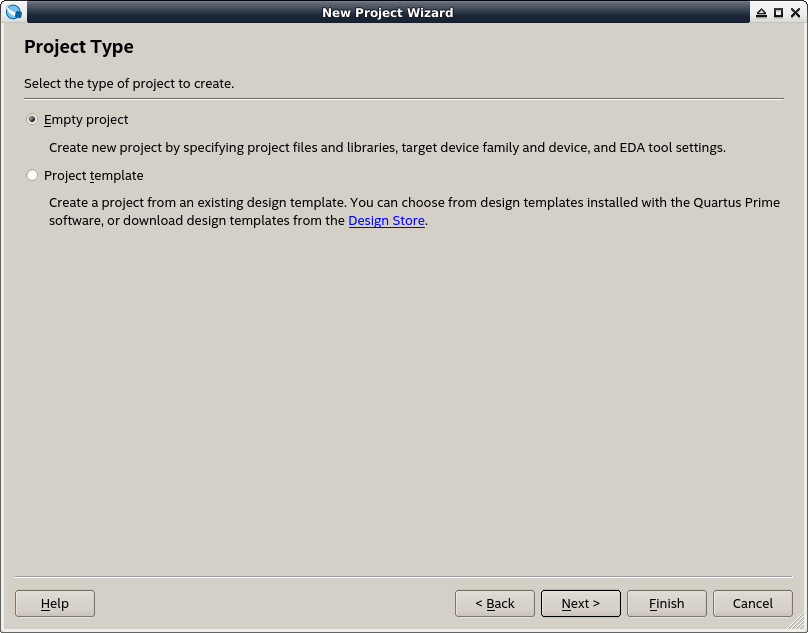 New Project Wizard
Project Type
Select the type of project to create.
Empty project
Create new project by specifying project files and libraries, target device family and device, and EDA tool settings.
Project template
Create a project from an existing design template. You can choose from design templates installed with the Quartus Prime
software, or download design templates from the Design Store.
Help
< Back
Next >
Finish
Cancel